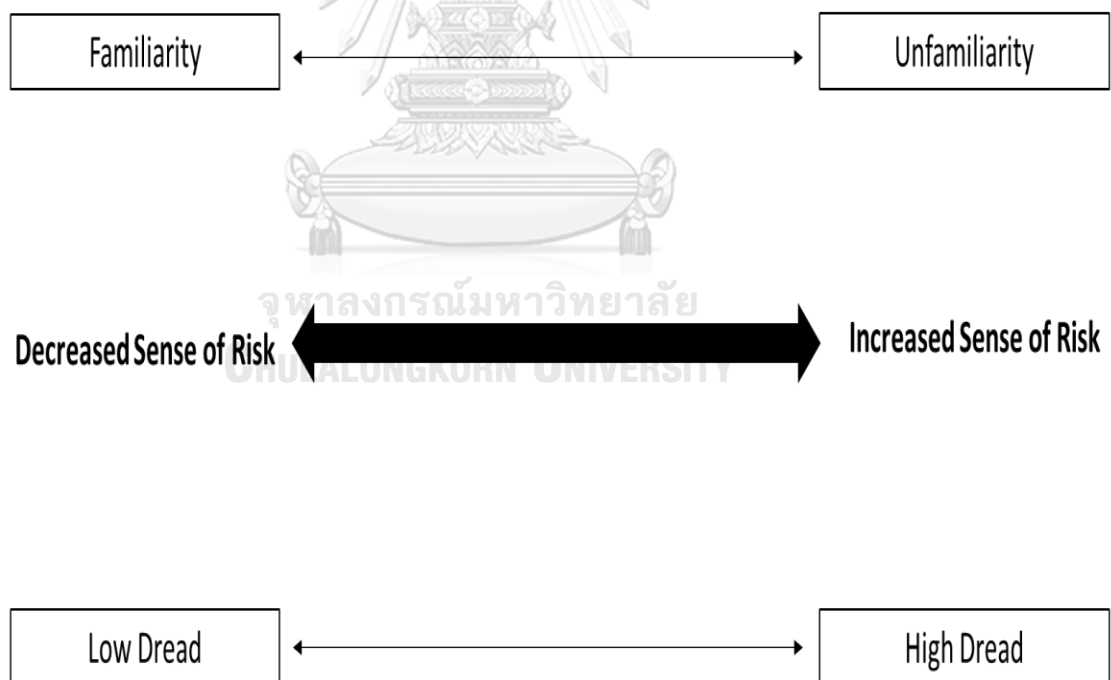 Familiarity
Unfamiliarity
จุฬาลงกรณ์มหาวิทยาลัย
Decreased Sense of Risk
Increased Sense of Risk
CHULALONGKORN UNIVERSITY
Low Dread
High Dread